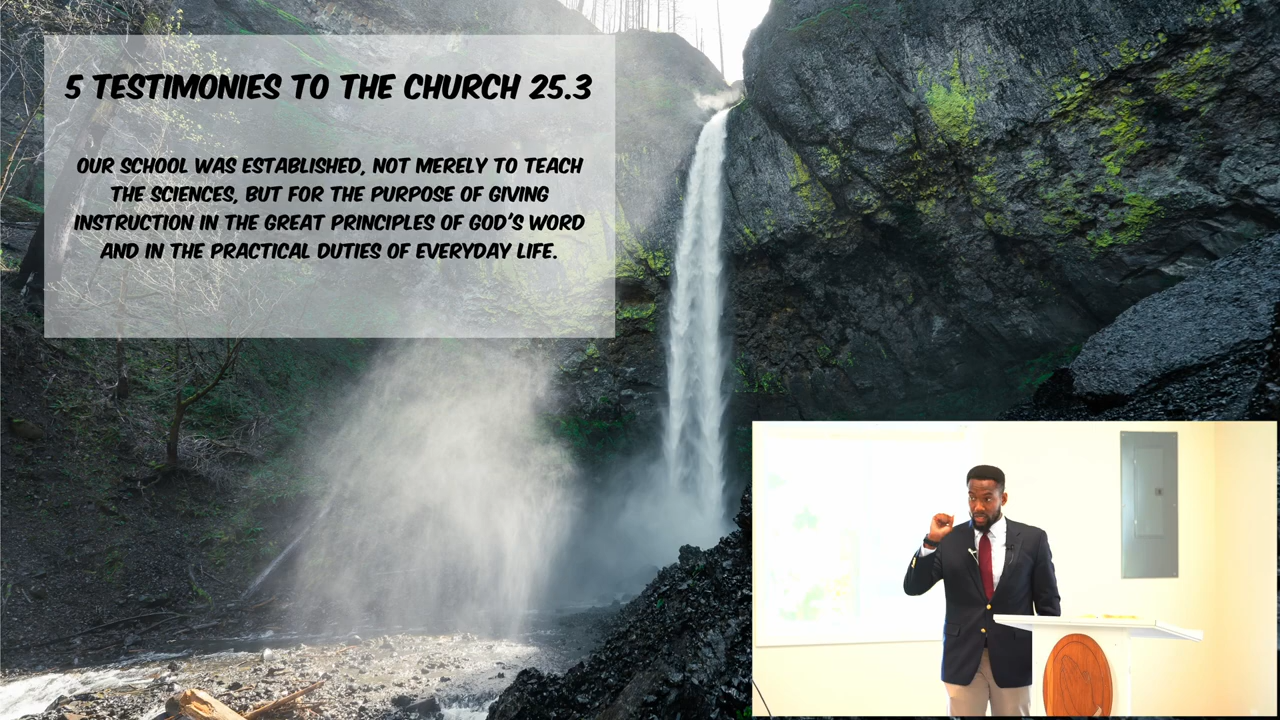 5 TESTIMONIES TO THE CHURCH 25.3
OUR SCHOOL WAS ESTABLISHED, NOT MERELY TO TEACH
THE SCIENCES, BUT FOR THE PURPOSE OF GIVING
INSTRUCTION IN THE GREAT PRINCIPLES OF GOD'S WORD
AND IN THE PRACTICAL DUTIES OF EVERYDAY LIFE.